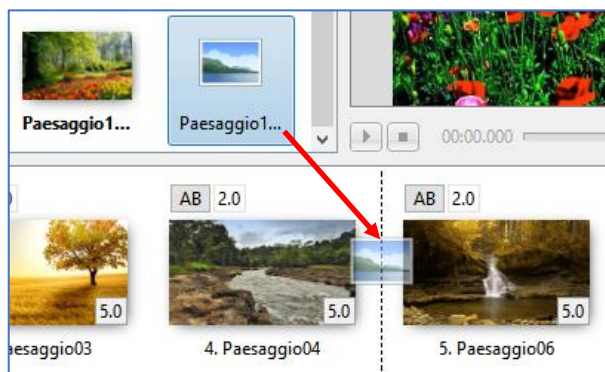 Paesaggio1... Paesaggio1...
00:00.000
AB 2.0 AB 2.0
5.0 5.0 5.0
aesaggio03 4. Paesaggio04 5. Paesaggio06